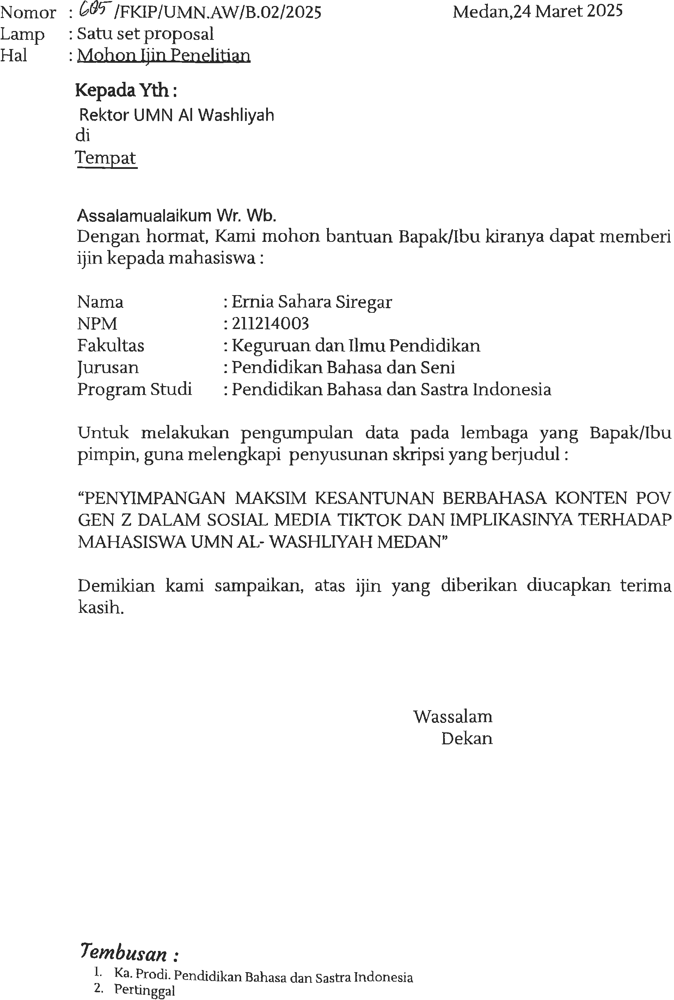 Nomor : 605 /FKIP/UMN.AW/B.02/2025 Medan,24 Maret 2025
Lamp : Satu set proposal
Hal : Mohon Ijin Penelitian
Kepada Yth :
Rektor UMN Al Washliyah
di
Tempat
Assalamualaikum Wr. Wb.
Dengan hormat, Kami mohon bantuan Bapak/Ibu kiranya dapat memberi
ijin kepada mahasiswa :
Nama : Ernia Sahara Siregar
NPM : 211214003
Fakultas : Keguruan dan Ilmu Pendidikan
Jurusan : Pendidikan Bahasa dan Seni
Program Studi : Pendidikan Bahasa dan Sastra Indonesia
Untuk melakukan pengumpulan data pada lembaga yang Bapak/Ibu
pimpin, guna melengkapi penyusunan skripsi yang berjudul :
“PENYIMPANGAN MAKSIM KESANTUNAN BERBAHASA KONTEN POV
GEN Z DALAM SOSIAL MEDIA TIKTOK DAN IMPLIKASINYA TERHADAP
MAHASISWA UMN AL- WASHLIYAH MEDAN”
Demikian kami sampaikan, atas ijin yang diberikan diucapkan terima
kasih.
Wassalam
Dekan
Tembusan :
1. Ka. Prodi. Pendidikan Bahasa dan Sastra Indonesia
2. Pertinggal